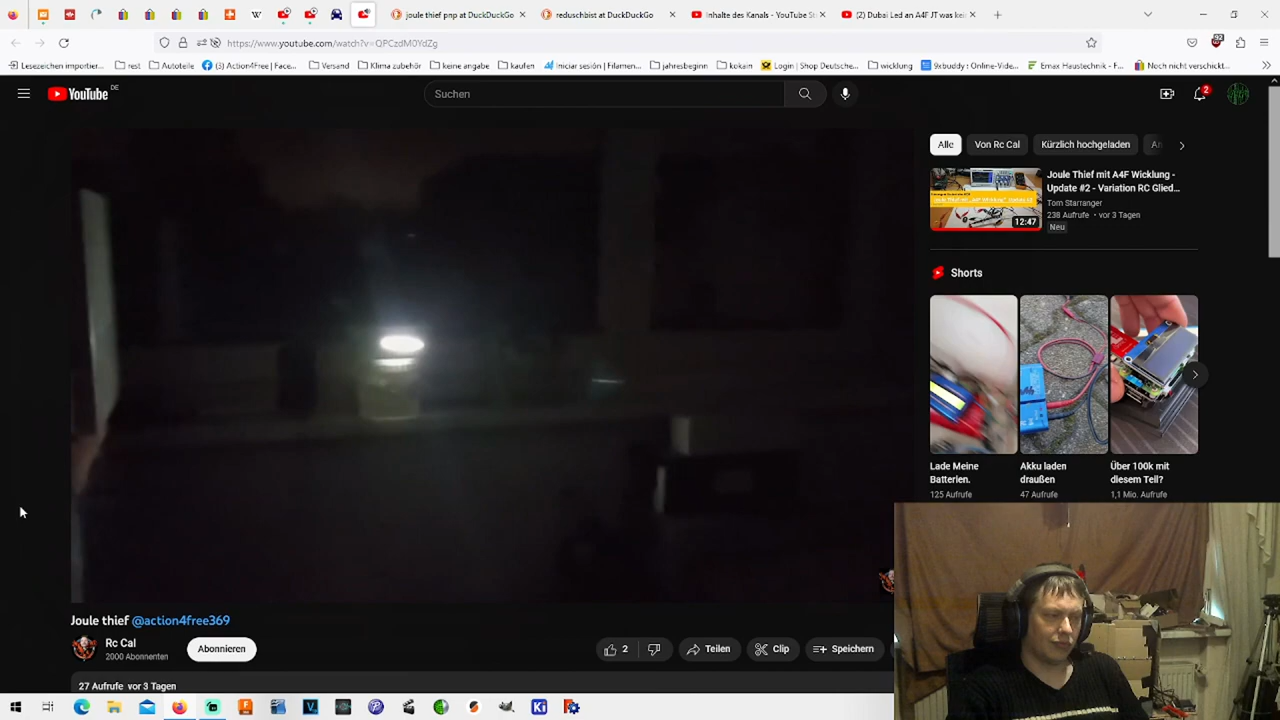 joule thief pnp at DuckDuckGo
reduschbist at DuckDuckGo
Inhalte des Kanals - YouTube St
(2) Dubai Led an A4F JT was kei
https://www.youtube.com/watch?v=QPCzdM0YdZg
92
Lesezeichen importier...
rest
Autoteile
(3) Action4Free | Face...
Versand
Klima zubehör
keine angabe
kaufen
Iniciar sesión | Filamen...
jahresbeginn
kokain
Login | Shop Deutsche...
wicklung
9xbuddy : Online-Vid...
Emax Haustechnik - F...
Noch nicht verschickt...
YouTube DE
Suchen
2
Alle
Von Rc Cal
Kürzlich hochgeladen
Joule Thief mit A4F Wicklung -
Update #2 - Variation RC Glied...
Tom Starranger
238 Aufrufe • vor 3 Tagen
Neu
12:47
Shorts
Lade Meine
Batterien.
125 Aufrufe
Akku laden
draußen
47 Aufrufe
Über 100k mit
diesem Teil?
1,1 Mio. Aufrufe
Joule thief @action4free369
Rc Cal
2000 Abonnenten
Abonnieren
2
Teilen
Clip
Speichern
27 Aufrufe vor 3 Tagen